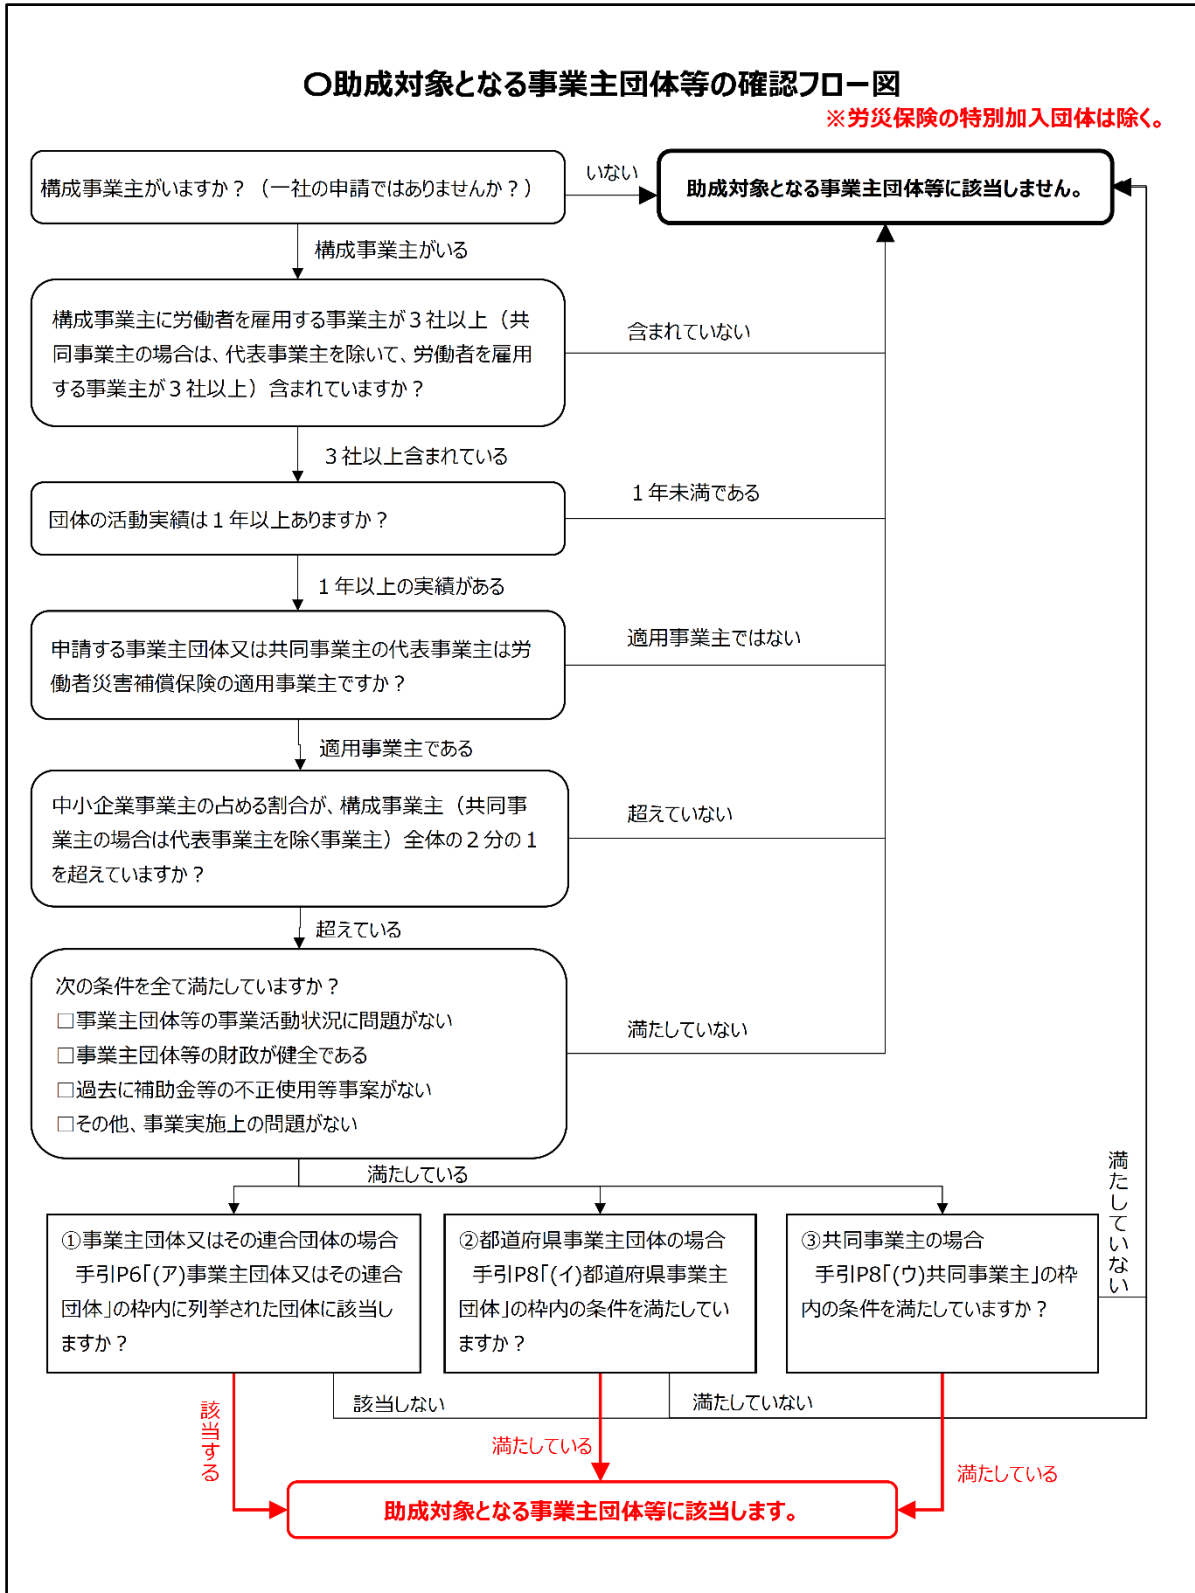 〇助成対象となる事業主団体等の確認フロー図
※労災保険の特別加入団体は除く。
構成事業主がいますか？（一社の申請ではありませんか？）
いない
助成対象となる事業主団体等に該当しません。
構成事業主がいる
構成事業主に労働者を雇用する事業主が３社以上（共
同事業主の場合は、代表事業主を除いて、労働者を雇用
する事業主が３社以上）含まれていますか？
含まれていない
３社以上含まれている
団体の活動実績は１年以上ありますか？
１年未満である
１年以上の実績がある
申請する事業主団体又は共同事業主の代表事業主は労
働者災害補償保険の適用事業主ですか？
適用事業主ではない
適用事業主である
中小企業事業主の占める割合が、構成事業主（共同事
業主の場合は代表事業主を除く事業主）全体の２分の１
を超えていますか？
超えていない
超えている
次の条件を全て満たしていますか？
□事業主団体等の事業活動状況に問題がない
□事業主団体等の財政が健全である
□過去に補助金等の不正使用等事案がない
□その他、事業実施上の問題がない
満たしていない
満たしている
満たしていない
①事業主団体又はその連合団体の場合
手引P6「(ア)事業主団体又はその連合
団体」の枠内に列挙された団体に該当し
ますか？
②都道府県事業主団体の場合
手引P8「(イ)都道府県事業主
団体」の枠内の条件を満たしてい
ますか？
③共同事業主の場合
手引P8「(ウ)共同事業主」の枠
内の条件を満たしていますか？
該当する
該当しない
満たしている
満たしていない
満たしている
助成対象となる事業主団体等に該当します。